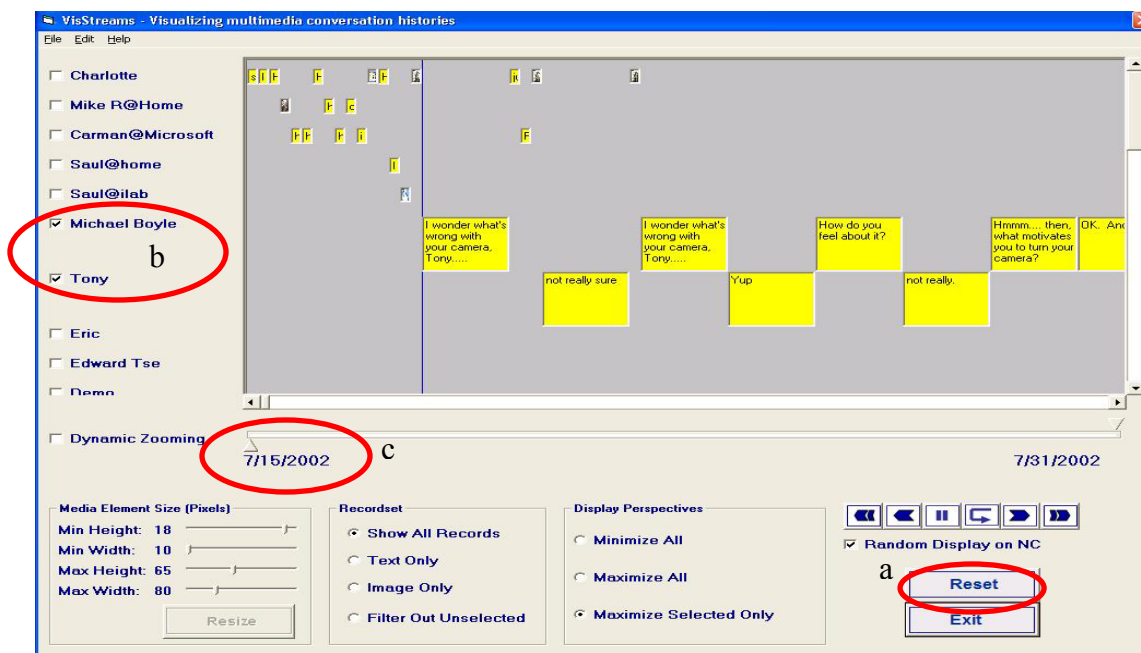 VisStreams - Visualizing multimedia conversation histories
File Edit Help
Charlotte
Mike R@Home
Carman@Microsoft
Saul@home
Saul@ilab
Michael Boyle
b
Tony
Eric
Edward Tse
Demo
I wonder what's
wrong with
your camera,
Tony.....
not really sure
I wonder what's
wrong with
your camera,
Tony.....
Yup
How do you
feel about it?
not really.
Hmmm.... then,
what motivates
you to turn your
camera?
OK. And
Dynamic Zooming
c
7/15/2002
7/31/2002
Media Element Size (Pixels)
Min Height: 18
Min Width: 10
Max Height: 65
Max Width: 80
Resize
Recordset
Show All Records
Text Only
Image Only
Filter Out Unselected
Display Perspectives
Minimize All
Maximize All
Maximize Selected Only
Random Display on NC
a
Reset
Exit